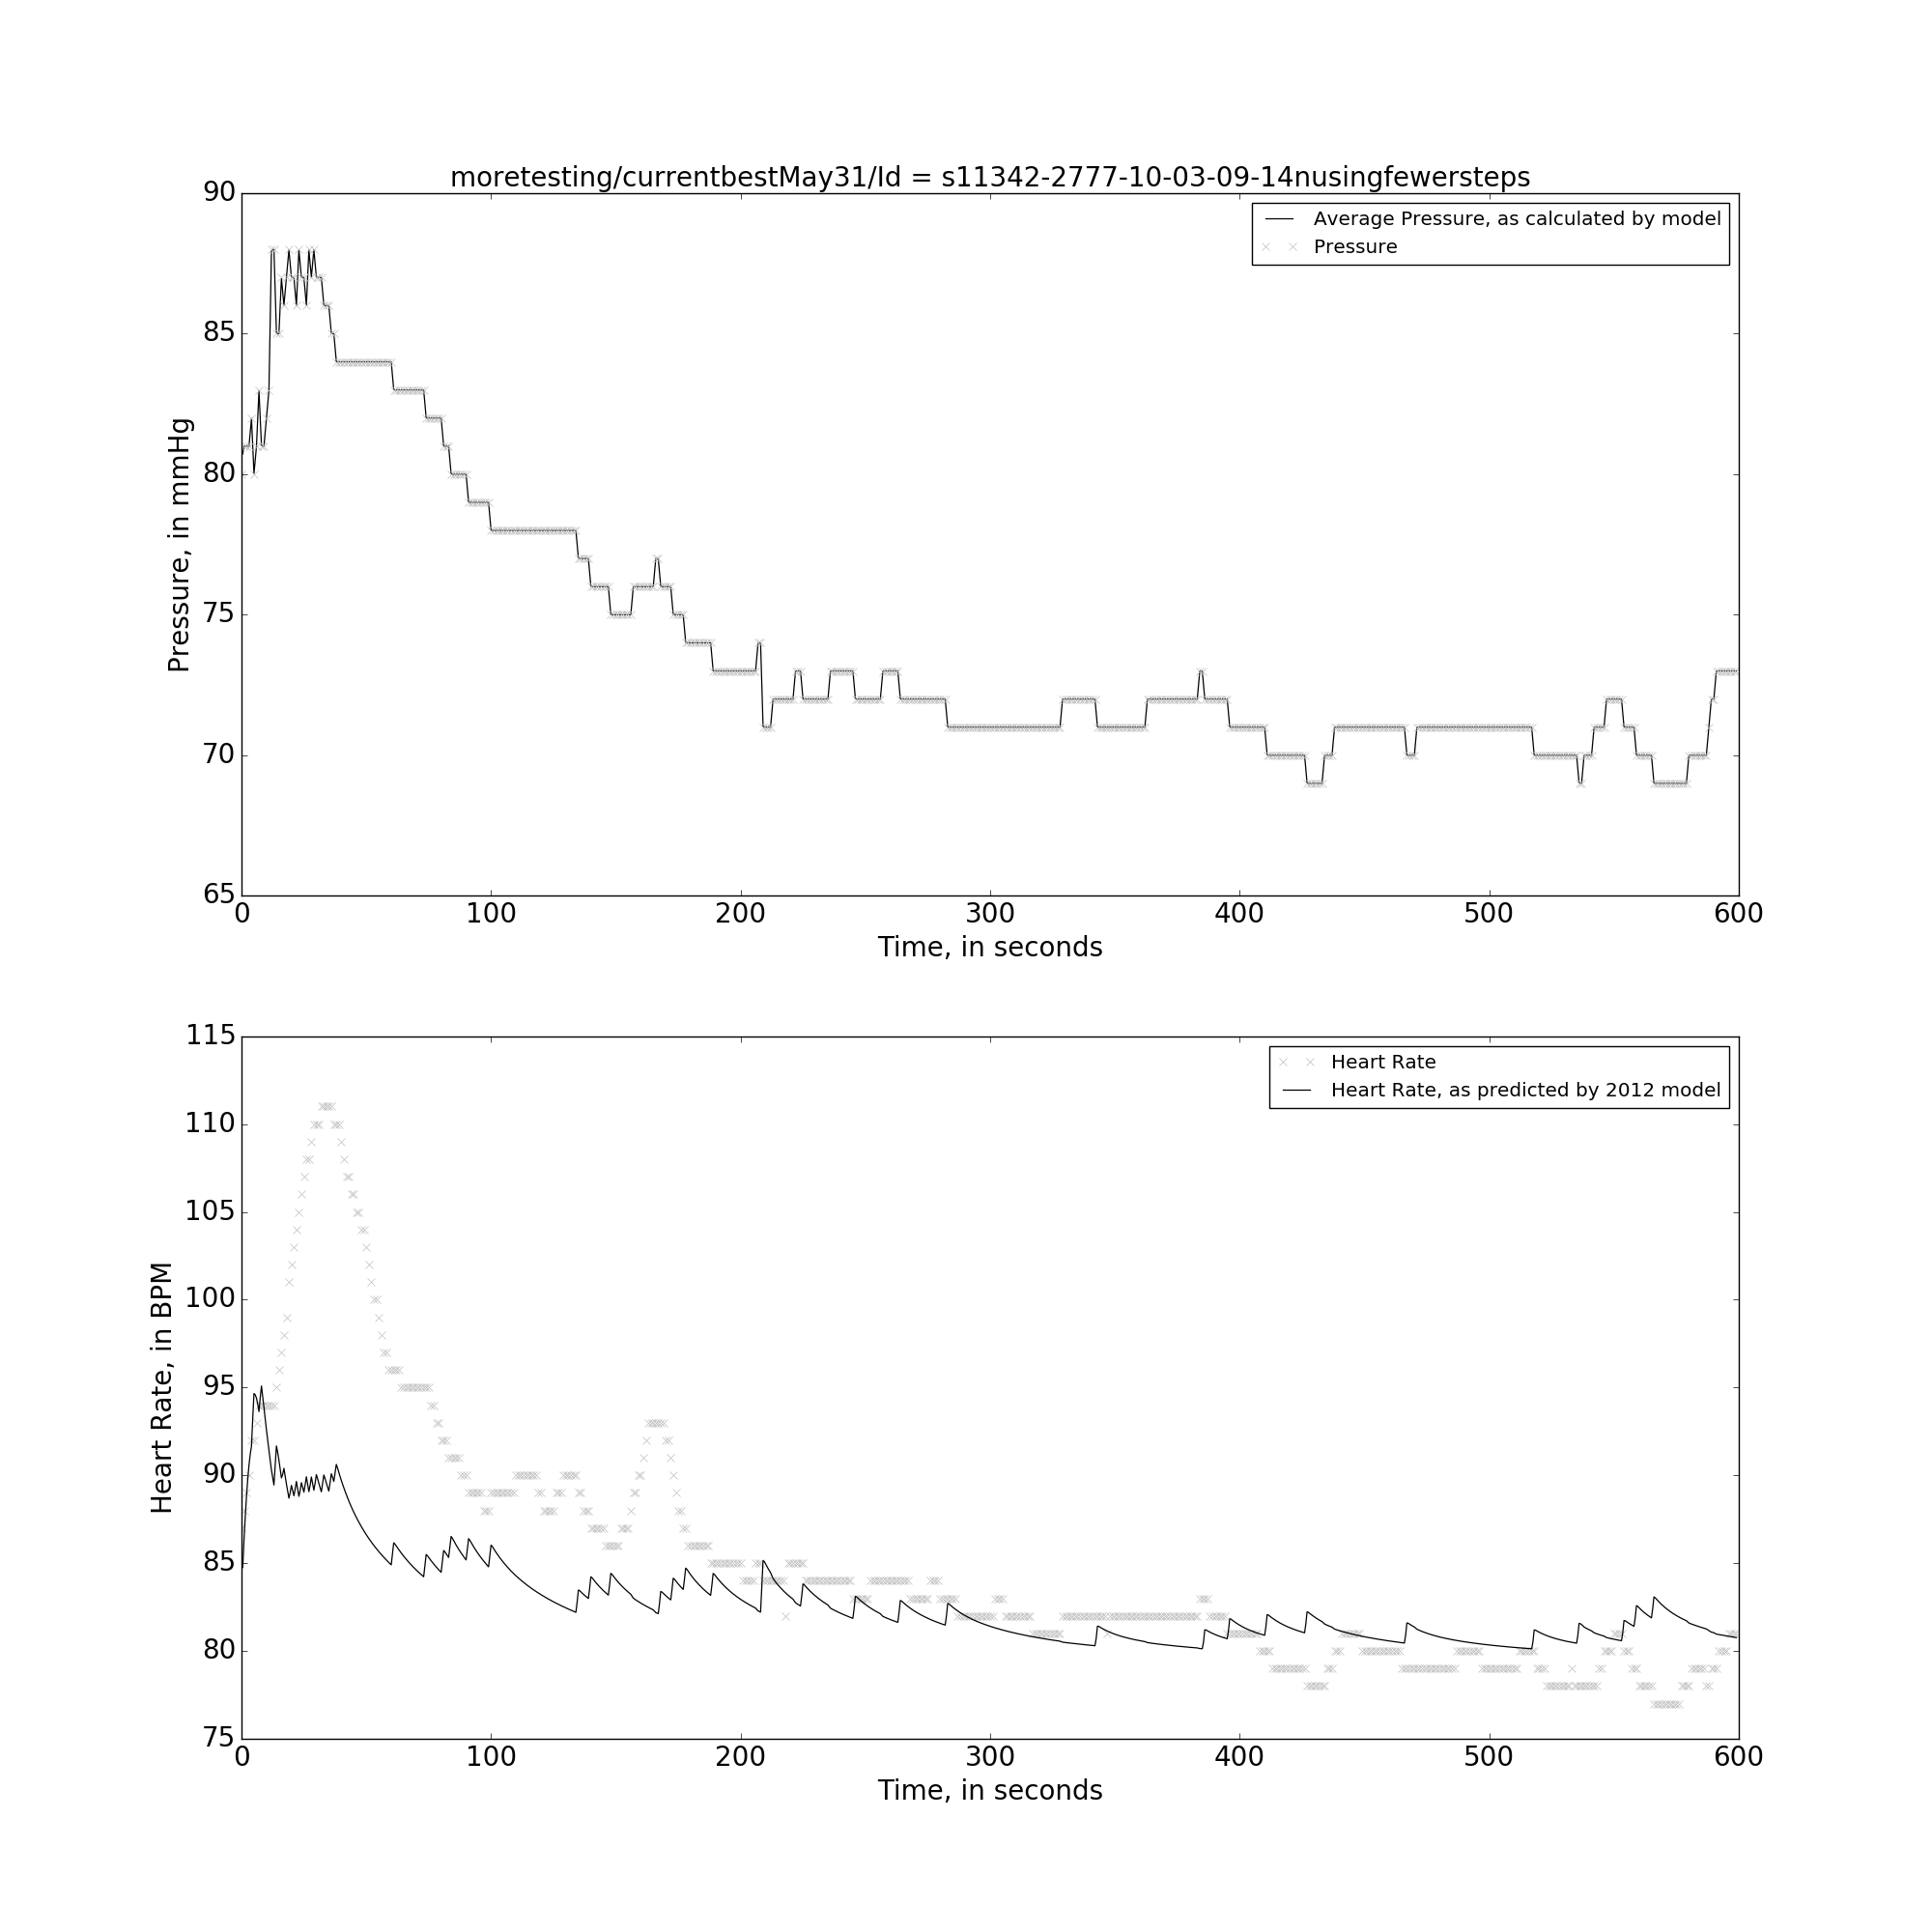 moretesting/currentbestMay31/Id = s11342-2777-10-03-09-14nusingfewersteps
90
85
80
75
70
65
Pressure, in mmHg
Average Pressure, as calculated by model
Pressure
0 100 200 300 400 500 600
Time, in seconds
115
110
105
100
95
90
85
80
75
Heart Rate, in BPM
Heart Rate
Heart Rate, as predicted by 2012 model
0 100 200 300 400 500 600
Time, in seconds